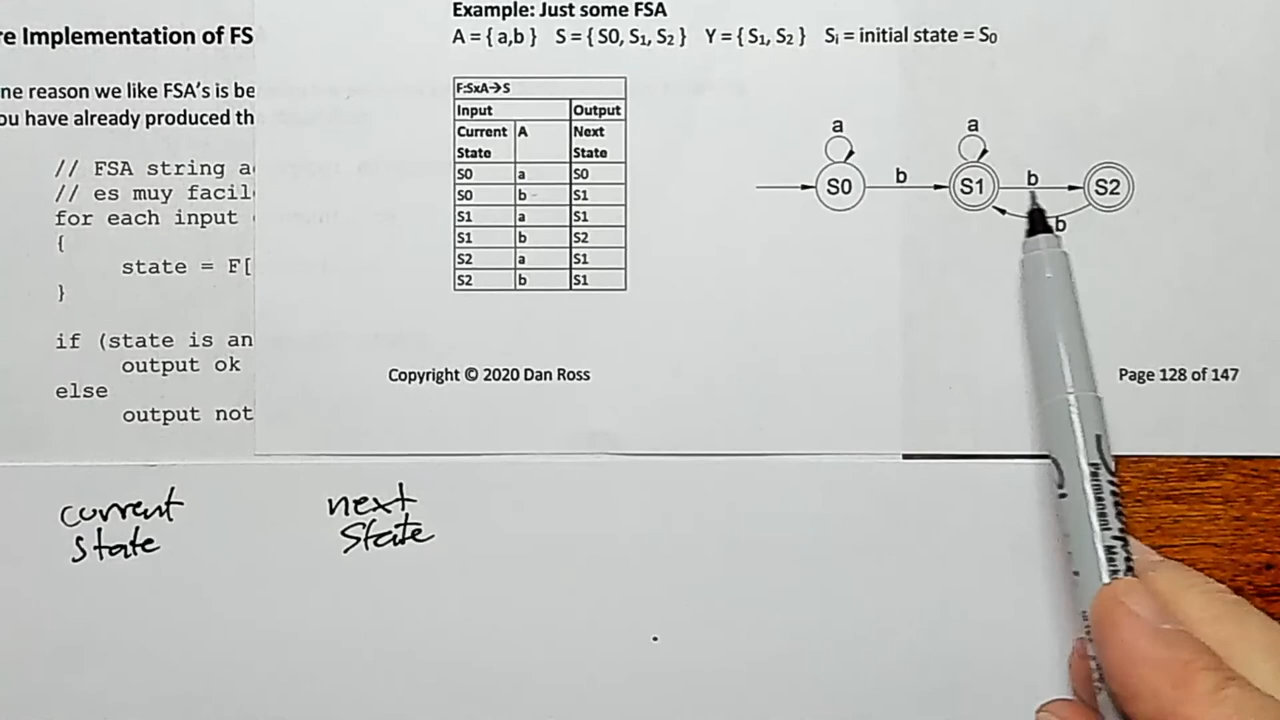 re Implementation of FS
ne reason we like FSA's is be
ou have already produced th
// FSA string a
// es muy facil
for each input
{
state = F[
}
if (state is an
output ok
else
output not
Example: Just some FSA
A = { a,b } S = { S0, S1, S2 } Y = { S1, S2 } Si = initial state = S0
F:SxA→S
Input Output
Current State A Next State
S0 a S0
S0 b S1
S1 a S1
S1 b S2
S2 a S1
S2 b S1
a a
S0 b S1 b S2
b
Copyright © 2020 Dan Ross
Page 128 of 147
current next
state state
Permanent Mark